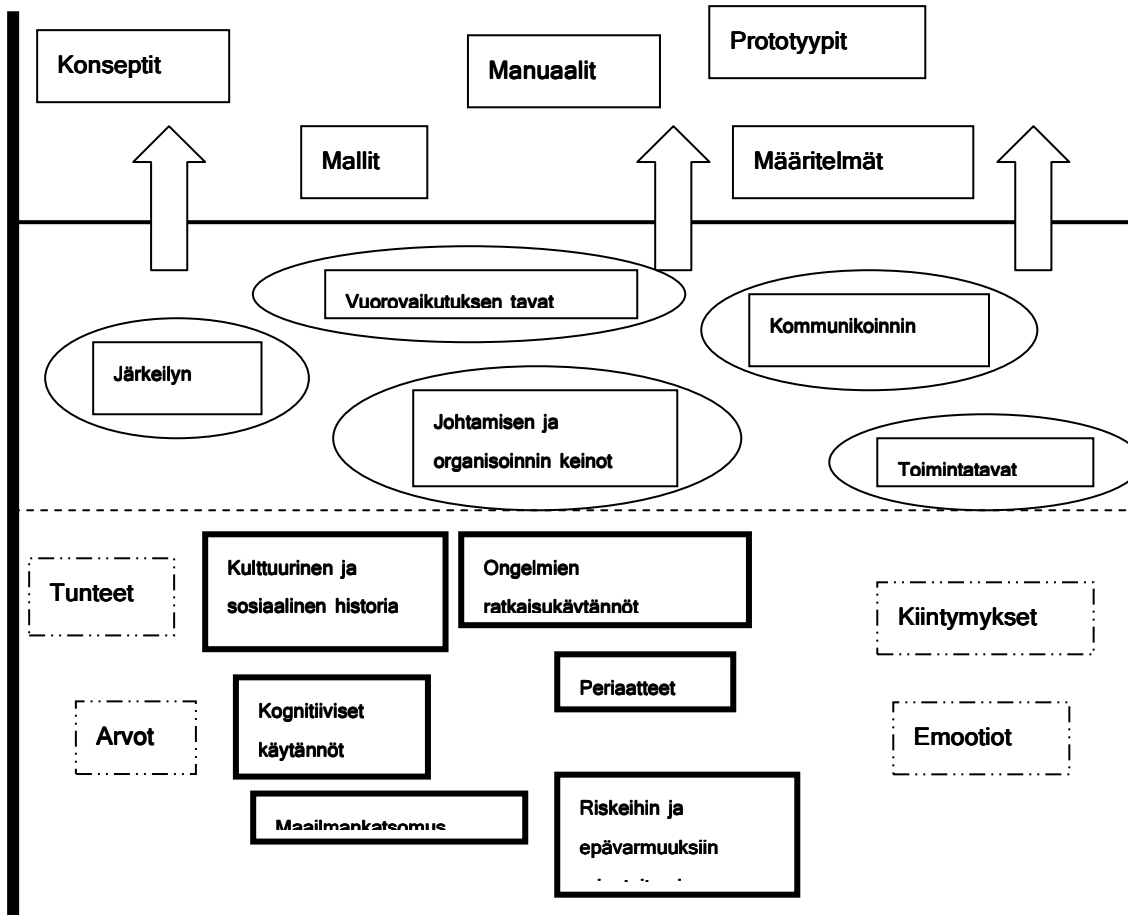 Konseptit
Manuaalit
Prototyypit
Mallit
Määritelmät
Vuorovaikutuksen tavat
Kommunikoinnin
Järkeilyn
Johtamisen ja
organisoinnin keinot
Toimintatavat
Tunteet
Kulttuurinen ja
sosiaalinen historia
Ongelmien
ratkaisukäytännöt
Kiintymykset
Periaatteet
Arvot
Kognitiiviset
käytännöt
Emootiot
Maailmankatsomus
Riskeihin ja
epävarmuuksiin